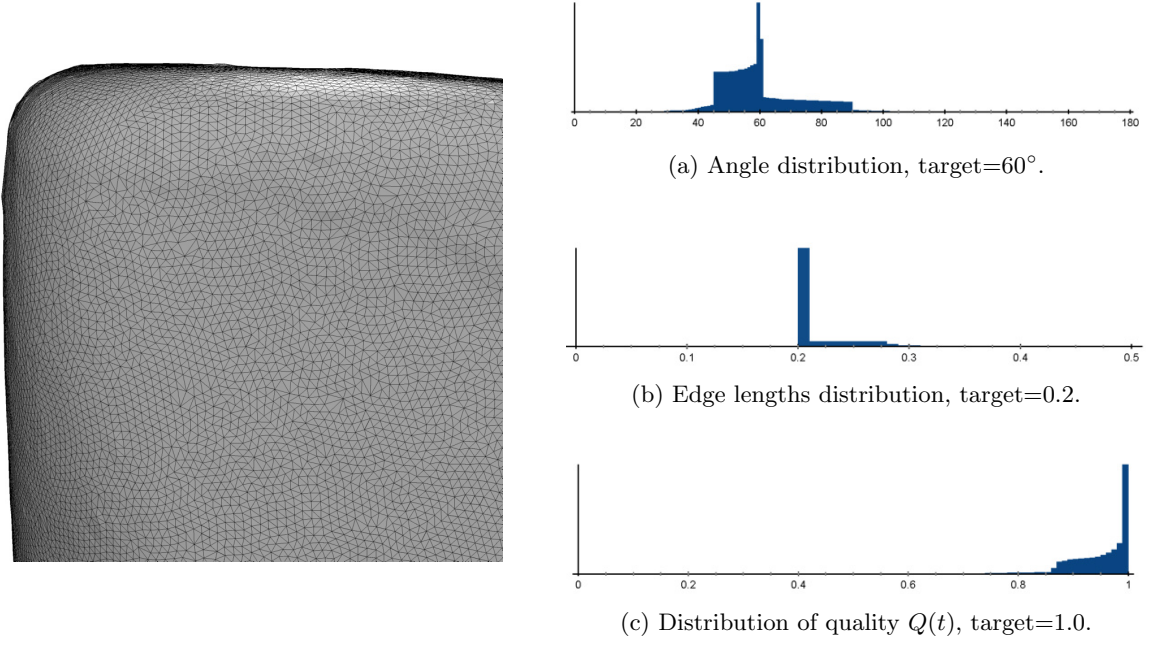 0 20 40 60 80 100 120 140 160 180
(a) Angle distribution, target=60°.
0 0.1 0.2 0.3 0.4 0.5
(b) Edge lengths distribution, target=0.2.
0 0.2 0.4 0.6 0.8 1
(c) Distribution of quality Q(t), target=1.0.